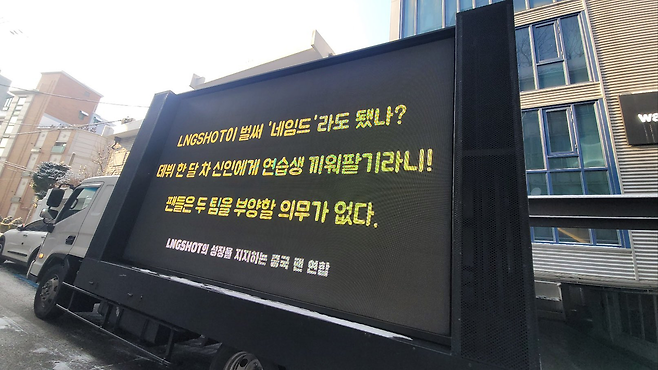 LNGSHOT이 벌써 '네임드'라도 됐나?
데뷔 한 달 차 신인에게 연습생 끼워팔기라니!
팬들은 두 팀을 부양할 의무가 없다.
LNGSHOT의 성장을 지지하는 중국 팬 연합
wa